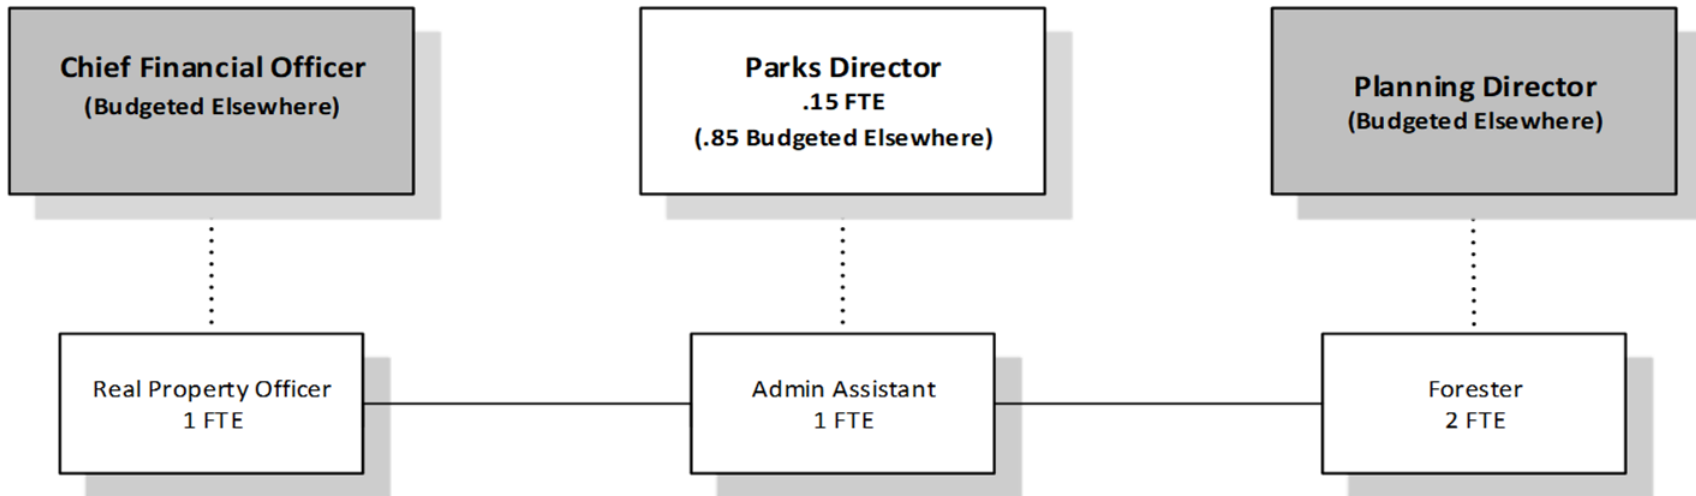 Chief Financial Officer
(Budgeted Elsewhere)
Parks Director
.15 FTE
(.85 Budgeted Elsewhere)
Planning Director
(Budgeted Elsewhere)
Real Property Officer
1 FTE
Admin Assistant
1 FTE
Forester
2 FTE